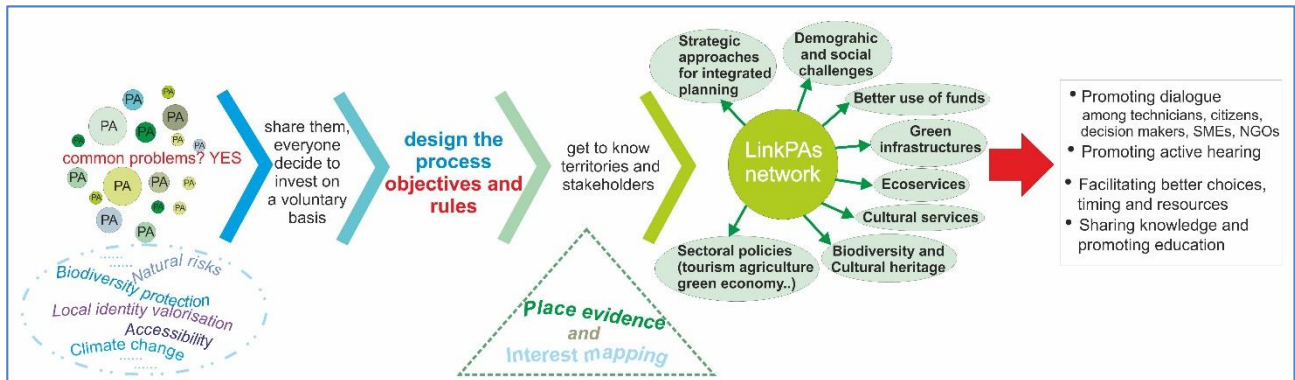 PA
PA
PA
PA
PA
PA
PA
PA
PA
PA
common problems? YES
PA
PA
PA
PA
PA
PA
PA
PA
PA
......
Natural risks
Biodiversity protection
......
Local identity valorisation
Accessibility
Climate change
......
......
share them,
everyone
decide to
invest on
a voluntary
basis
design the
process
objectives and
rules
get to know
territories and
stakeholders
Place evidence
and
Interest mapping
Strategic
approaches
for integrated
planning
Demograhic and
social
challenges
Better use of funds
Green
infrastructures
Ecoservices
Cultural services
Biodiversity and
Cultural heritage
Sectoral policies
(tourism agriculture
green economy..)
LinkPAs
network
• Promoting dialogue
among technicians, citizens,
decision makers, SMEs, NGOs
• Promoting active hearing
• Facilitating better choices,
timing and resources
• Sharing knowledge and
promoting education